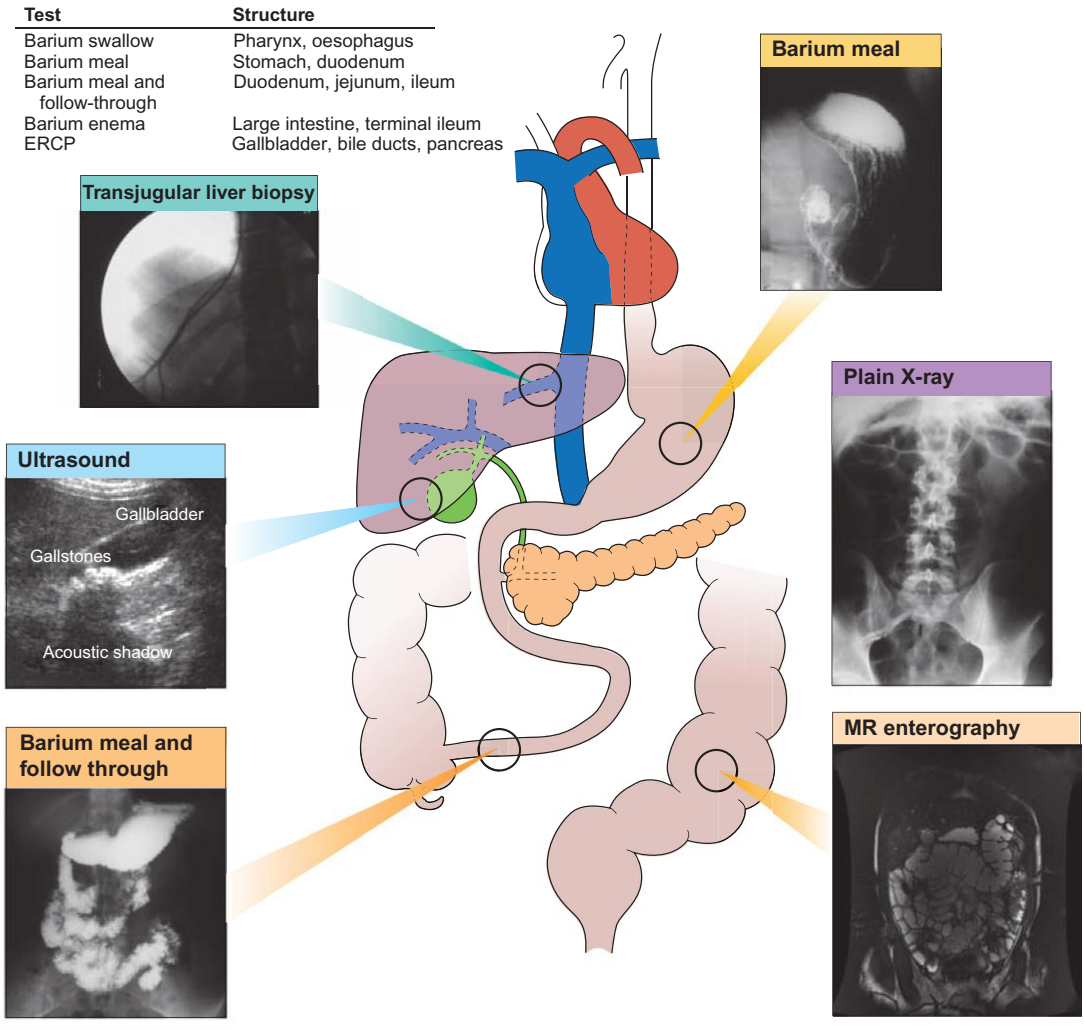 Test Structure
Barium swallow Pharynx, oesophagus
Barium meal Stomach, duodenum
Barium meal and Duodenum, jejunum, ileum
follow-through
Barium enema Large intestine, terminal ileum
ERCP Gallbladder, bile ducts, pancreas
Barium meal
Transjugular liver biopsy
Plain X-ray
Ultrasound
Gallbladder
Gallstones
Acoustic shadow
Barium meal and
follow through
MR enterography